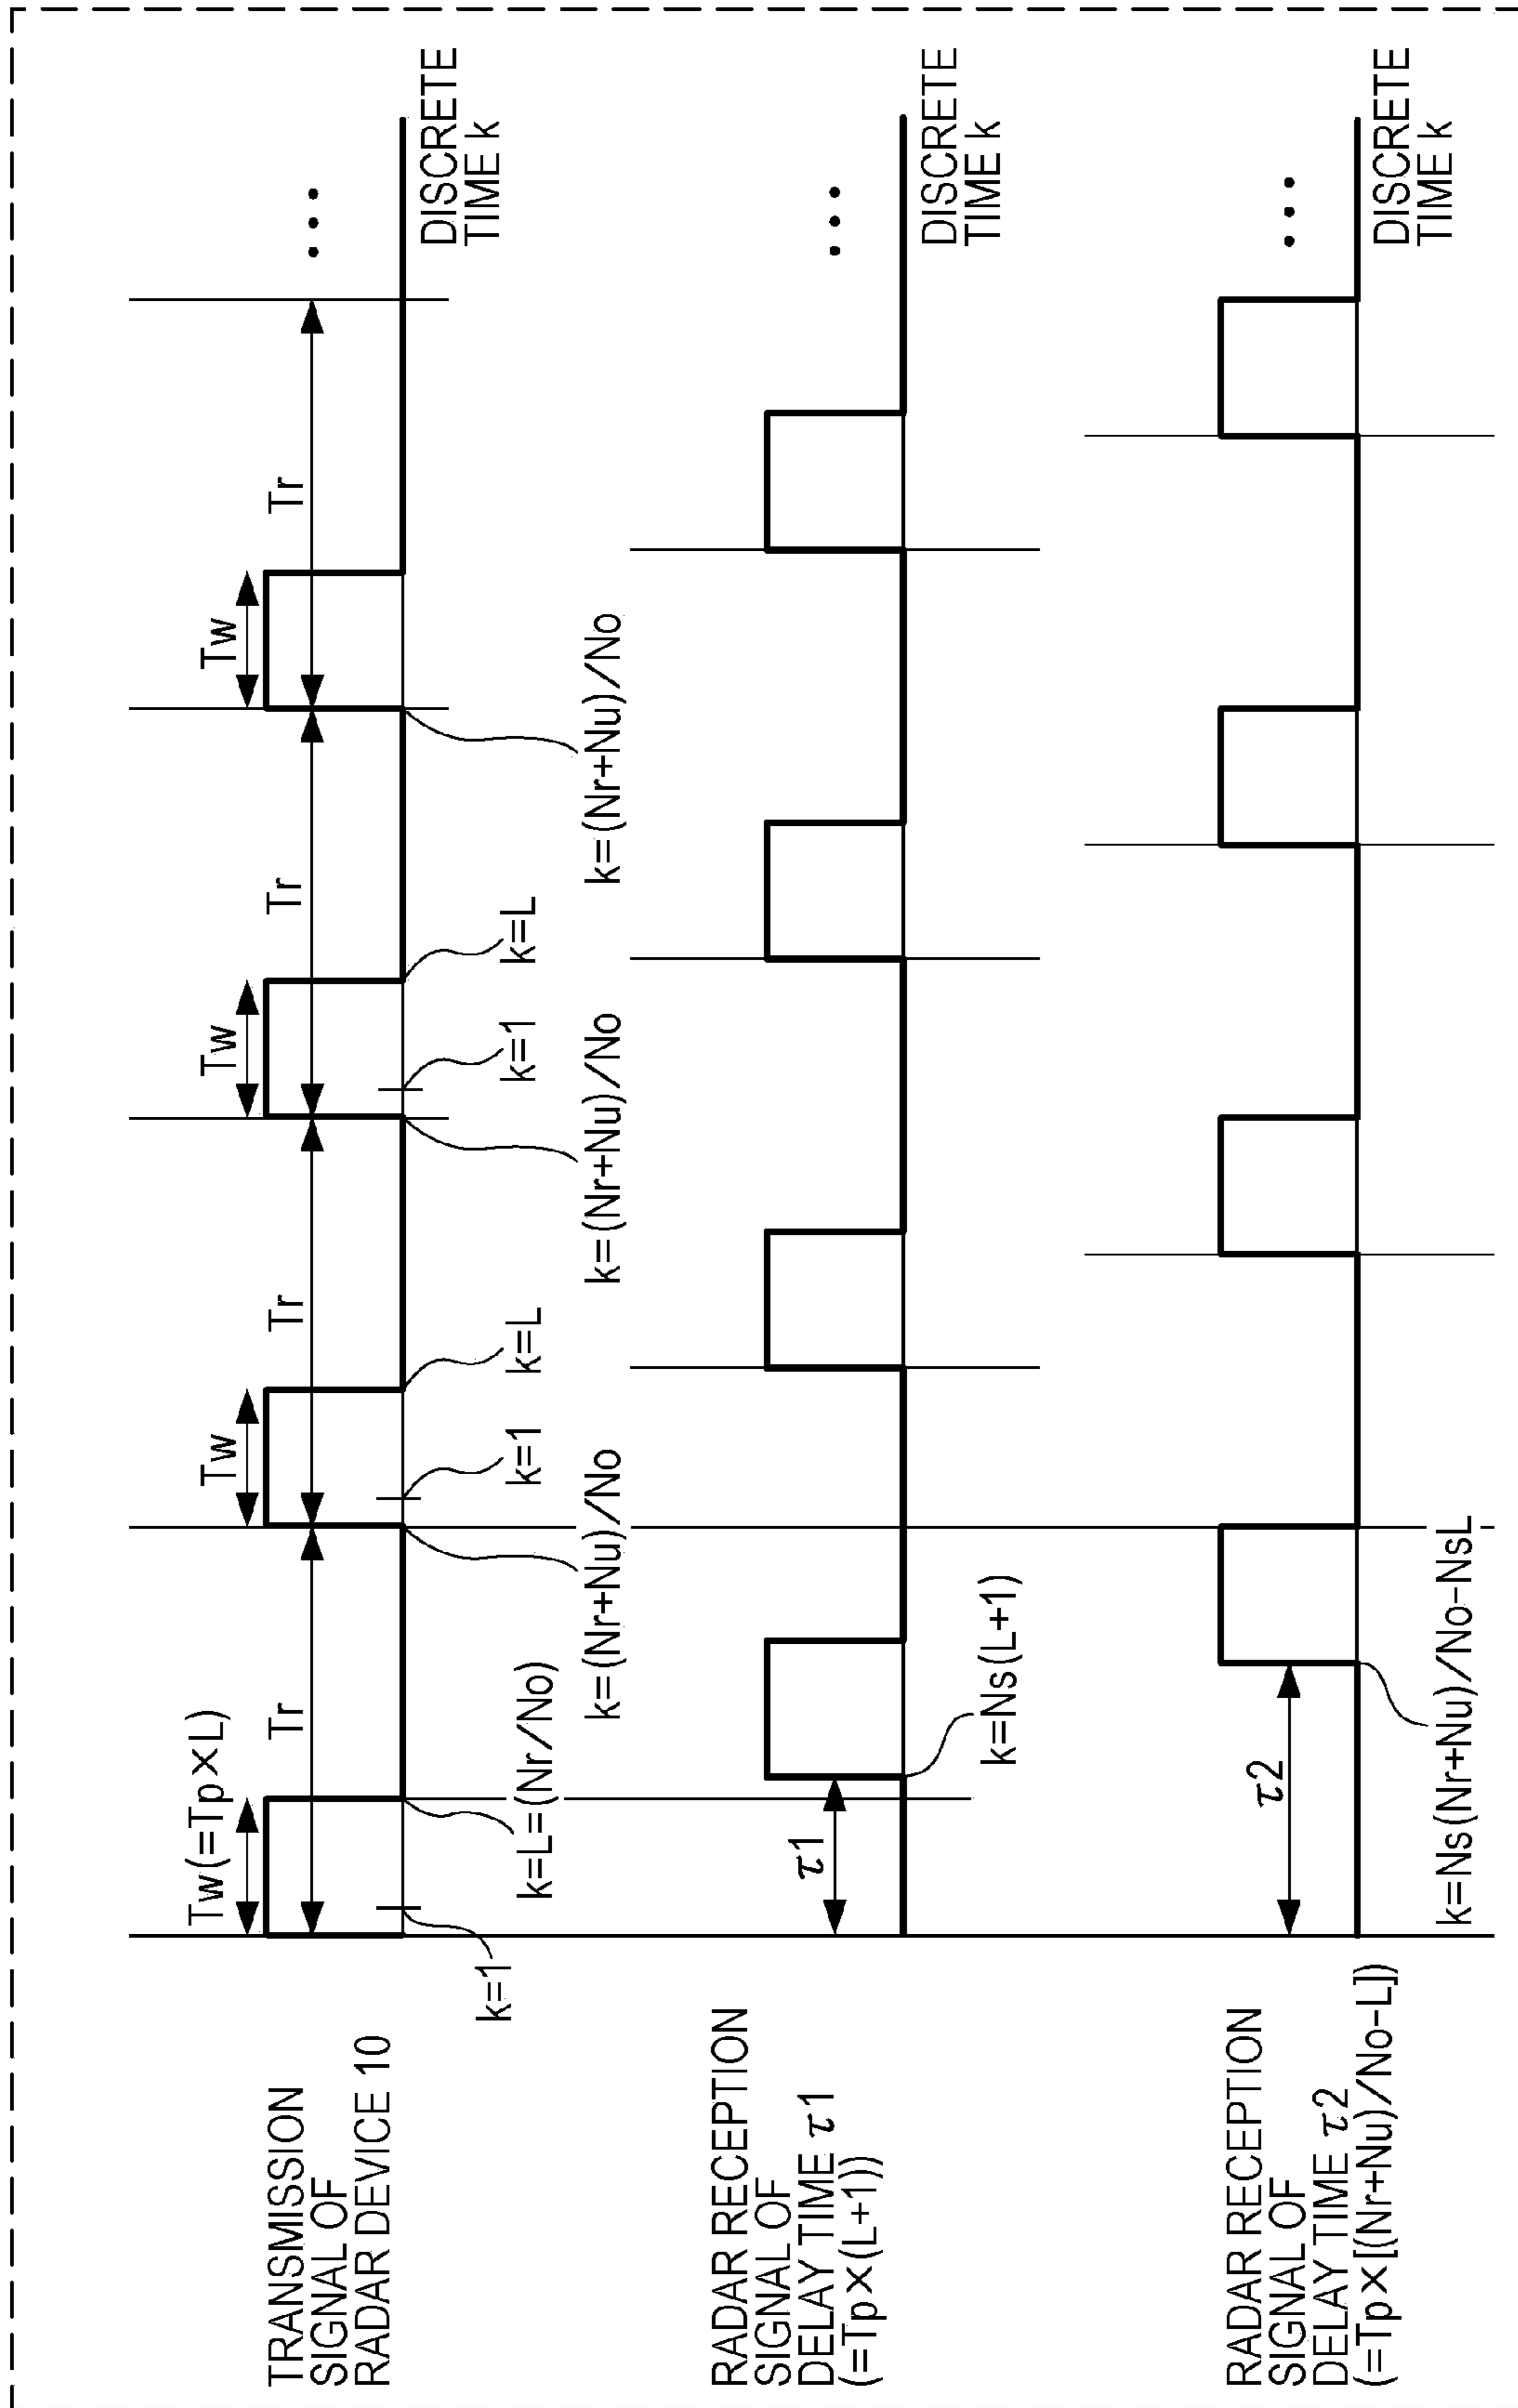 TRANSMISSION
SIGNAL OF
RADAR DEVICE 10
Tw(=Tp×L)
Tw
Tw
Tw
Tr
Tr
Tr
Tr
...
DISCRETE
TIME k
k=1
k=L=(Nr/No)
k=1
k=L
k=1
k=L
k=(Nr+Nu)/No
k=(Nr+Nu)/No
k=(Nr+Nu)/No
RADAR RECEPTION
SIGNAL OF
DELAY TIME τ1
(=Tp×(L+1))
τ1
k=Ns(L+1)
...
DISCRETE
TIME k
RADAR RECEPTION
SIGNAL OF
DELAY TIME τ2
(=Tp×[(Nr+Nu)/No-L])
τ2
k=Ns(Nr+Nu)/No-NsL
...
DISCRETE
TIME k